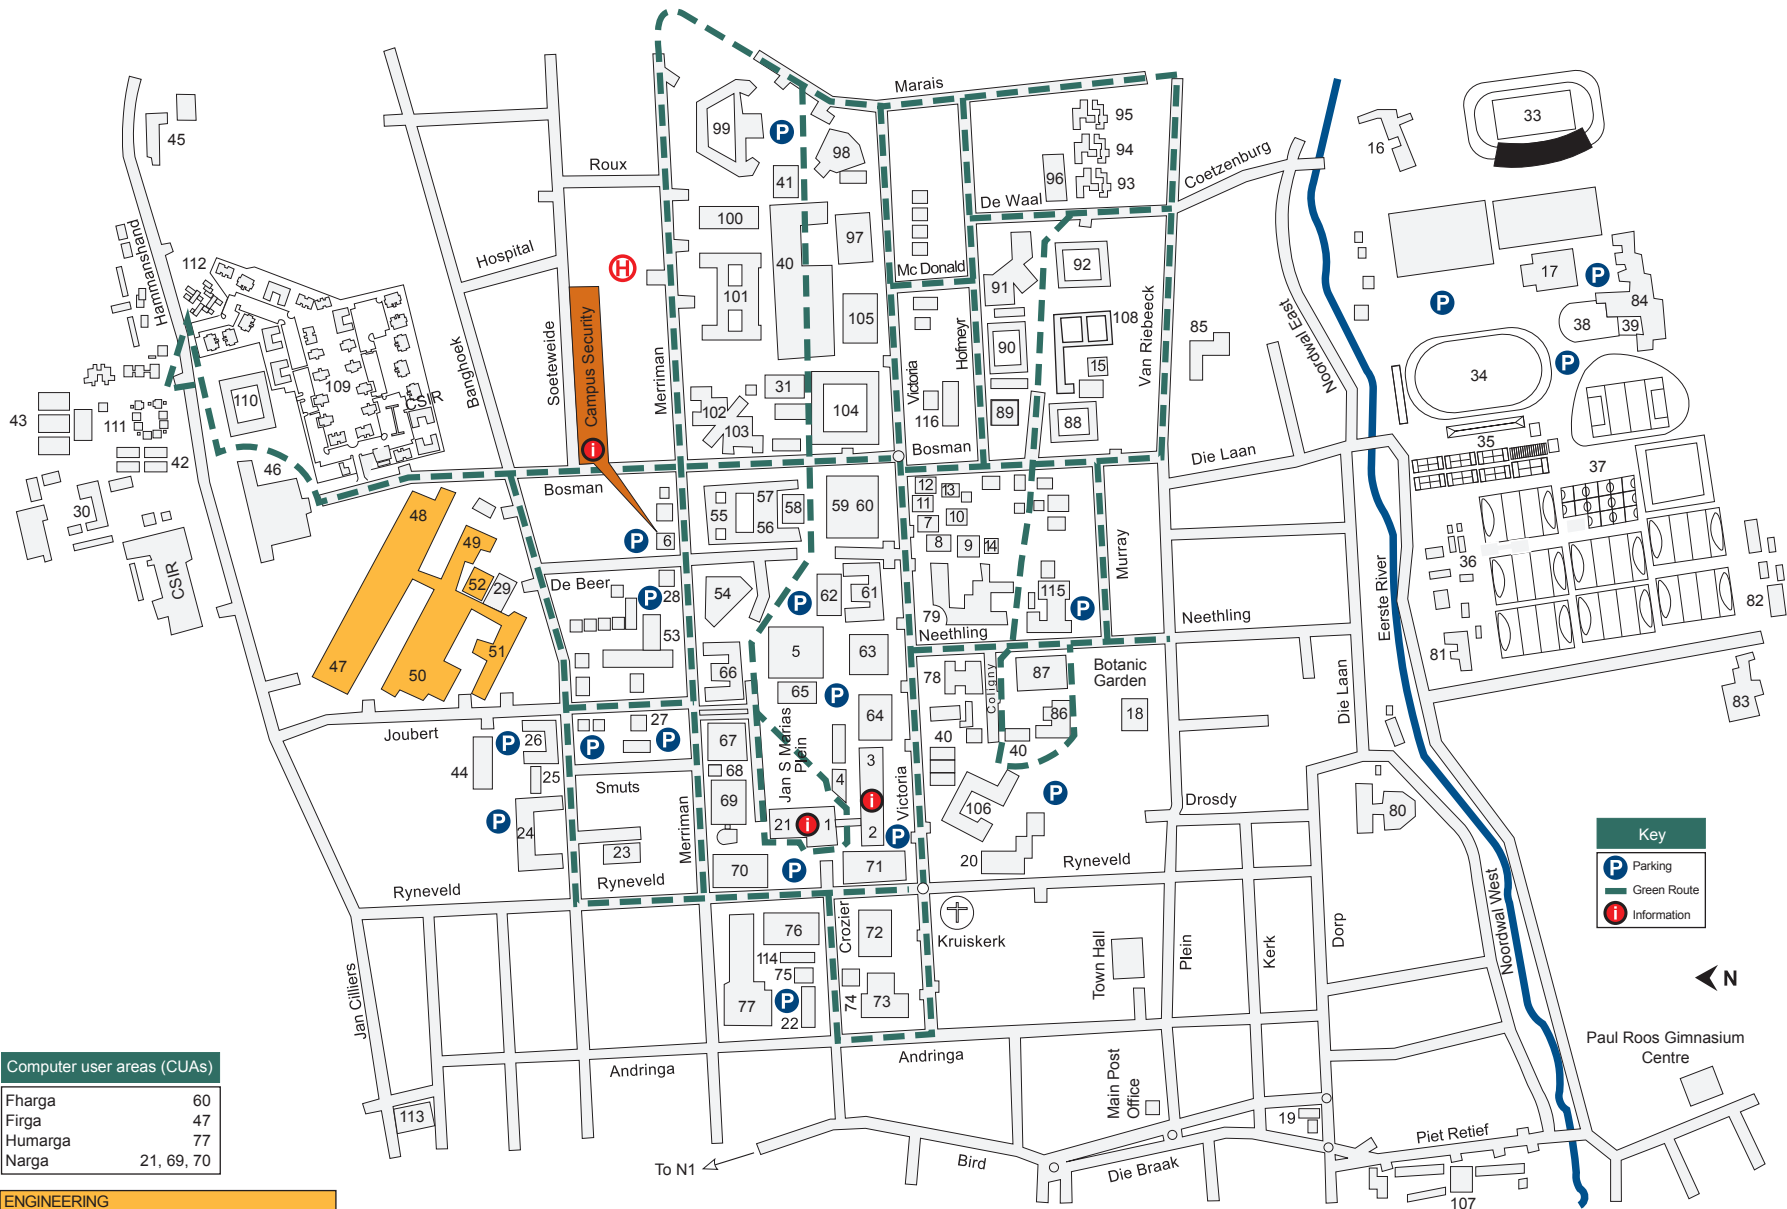 Marais
33
45
99
P
95
98
94
16
Roux
41
96
93
Coetzenburg
De Waal
100
97
Hammanshand
Hospital
H
40
Mc Donald
92
17
P
112
101
91
P
84
Soeteweide
Campus Security
105
Hofmeyr
108
Van Riebeeck
85
Noordwal East
38
39
Banghoek
Merriman
90
15
P
34
110
109
31
Victoria
CSIR
102
104
89
43
111
103
116
88
Bosman
35
42
i
Die Laan
37
46
Bosman
12
13
30
48
57
55
56
58
59
60
11
7
10
P
6
8
9
14
Murray
49
36
CSIR
52
29
De Beer
P
28
54
P
62
61
115
P
Eerste River
82
53
79
Neethling
Neethling
51
5
63
81
47
50
66
78
Coligny
87
Botanic
Garden
Die Laan
65
P
83
27
64
86
18
Joubert
P
26
P
P
67
Jan S Marias
Plein
40
40
44
25
68
3
4
Smuts
69
Victoria
106
P
Drosdy
80
P
24
21
i
1
i
2
P
Key
Merriman
23
20
Ryneveld
P
Parking
70
P
71
Ryneveld
Ryneveld
Green Route
i
Information
Noordwal West
76
Crozier
72
Kruiskerk
Town Hall
Plein
Kerk
Dorp
114
75
N
77
P
22
74
73
Jan Cilliers
Paul Roos Gimnasium
Centre
Andringa
Andringa
Main Post
Office
Computer user areas (CUAs)
Fharga 60
Firga 47
Humarga 77
Narga 21, 69, 70
113
19
Piet Retief
To N1
Bird
Die Braak
107
ENGINEERING